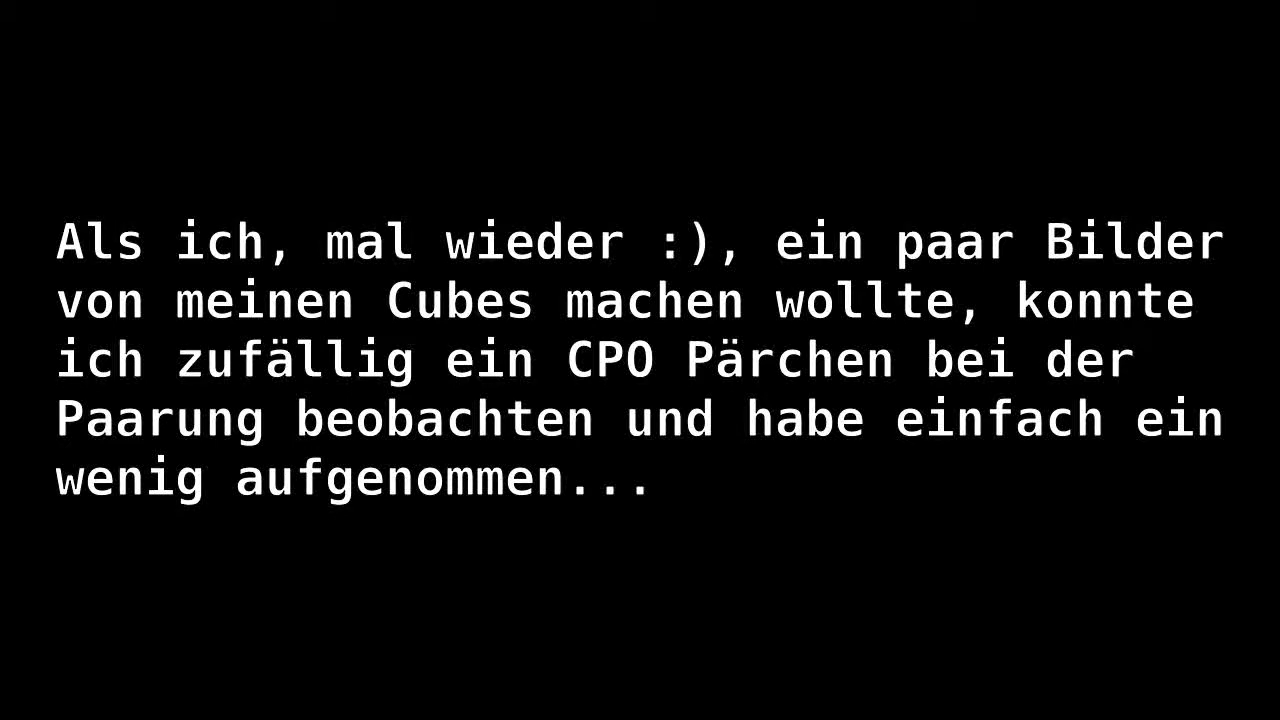 Als ich, mal wieder :), ein paar Bilder
von meinen Cubes machen wollte, konnte
ich zufällig ein CPO Pärchen bei der
Paarung beobachten und habe einfach ein
wenig aufgenommen...